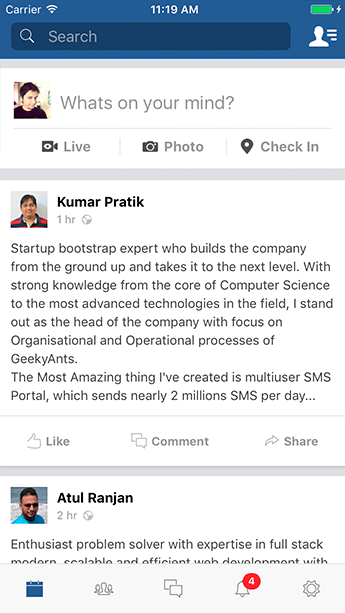 Carrier 11:19 AM
Search
Whats on your mind?
Live Photo Check In
Kumar Pratik
1 hr
Startup bootstrap expert who builds the company
from the ground up and takes it to the next level. With
strong knowledge from the core of Computer Science
to the most advanced technologies in the field, I stand
out as the head of the company with focus on
Organisational and Operational processes of
GeekyAnts.
The Most Amazing thing I've created is multiuser SMS
Portal, which sends nearly 2 millions SMS per day...
Like Comment Share
Atul Ranjan
2 hr
Enthusiast problem solver with expertise in full stack
modern, scalable and efficient web development with
4